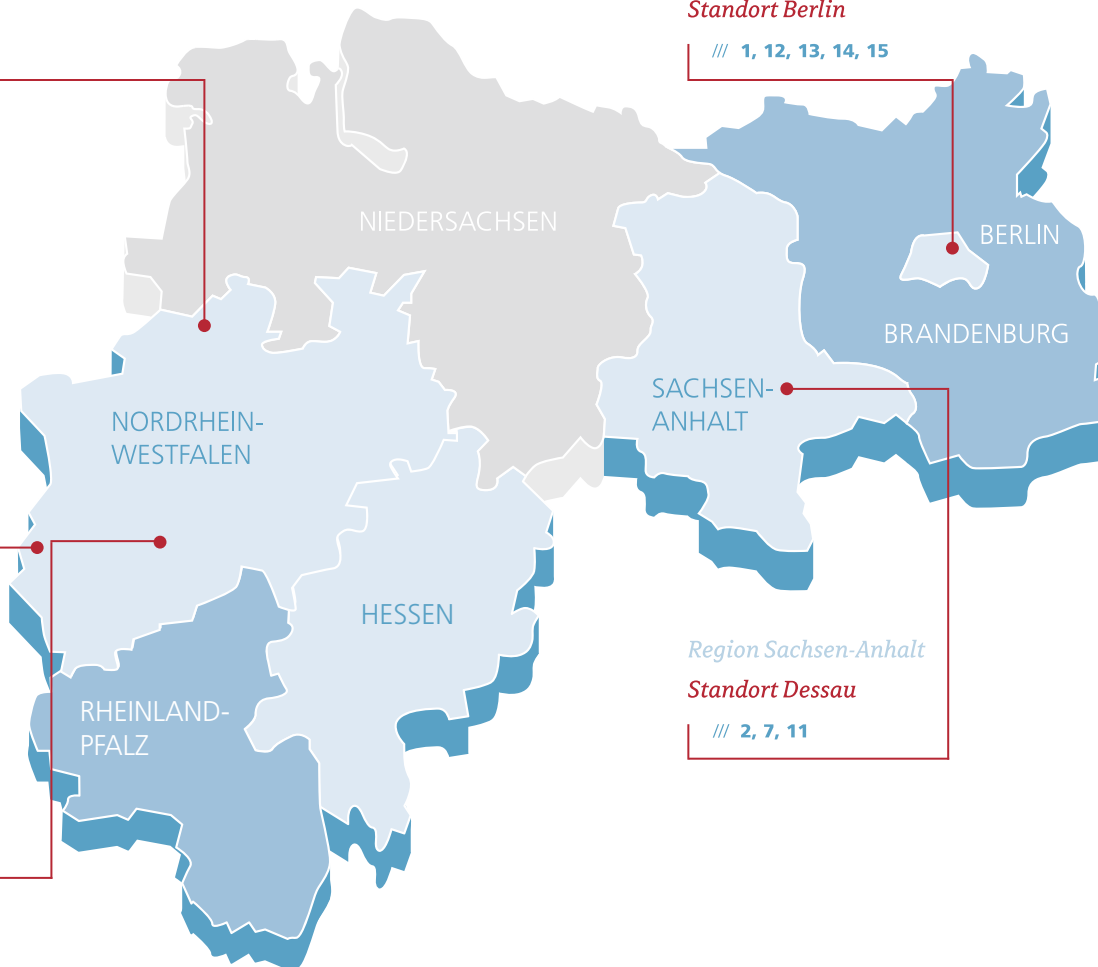 Standort Berlin
/// 1, 12, 13, 14, 15
NIEDERSACHSEN
BERLIN
BRANDENBURG
SACHSEN-
ANHALT
NORDRHEIN-
WESTFALEN
HESSEN
Region Sachsen-Anhalt
Standort Dessau
/// 2, 7, 11
RHEINLAND-
PFALZ